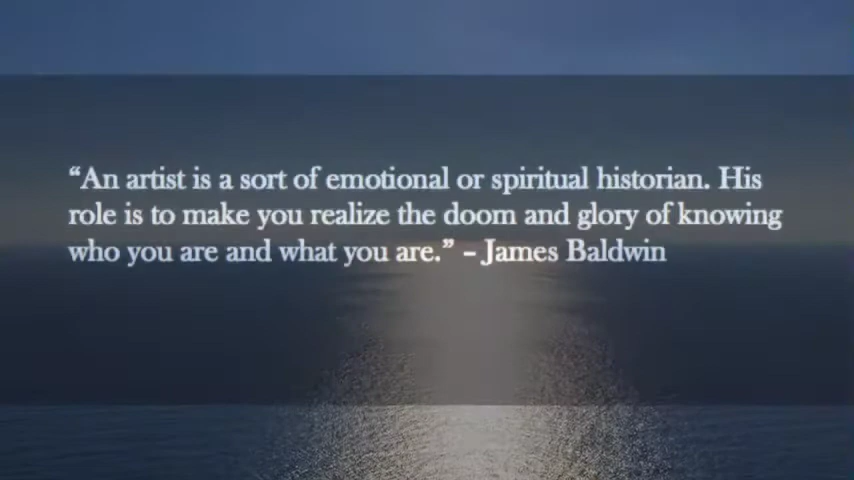 “An artist is a sort of emotional or spiritual historian. His
role is to make you realize the doom and glory of knowing
who you are and what you are.” – James Baldwin